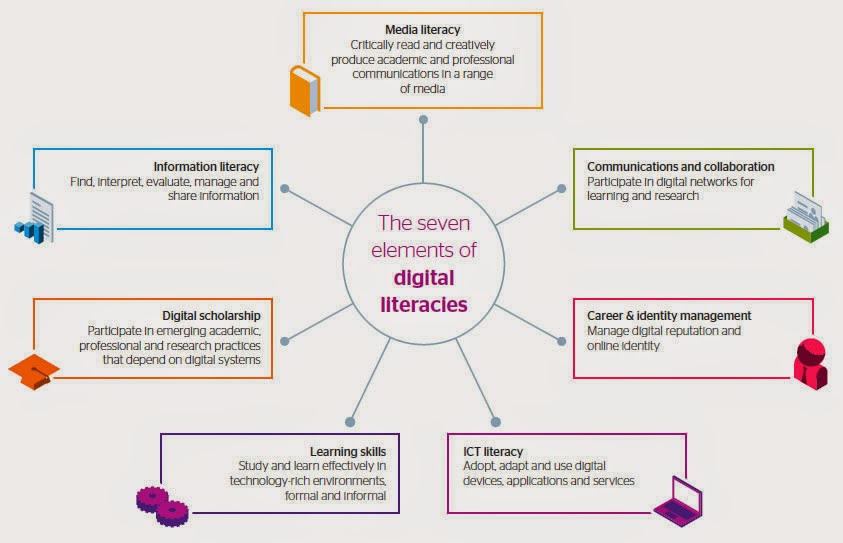 Media literacy
Critically read and creatively
produce academic and professional
communications in a range
of media
Information literacy
Find, interpret, evaluate, manage and
share information
Communications and collaboration
Participate in digital networks for
learning and research
The seven
elements of
digital
literacies
Digital scholarship
Participate in emerging academic,
professional and research practices
that depend on digital systems
Career & identity management
Manage digital reputation and
online identity
Learning skills
Study and learn effectively in
technology-rich environments,
formal and informal
ICT literacy
Adopt, adapt and use digital
devices, applications and services